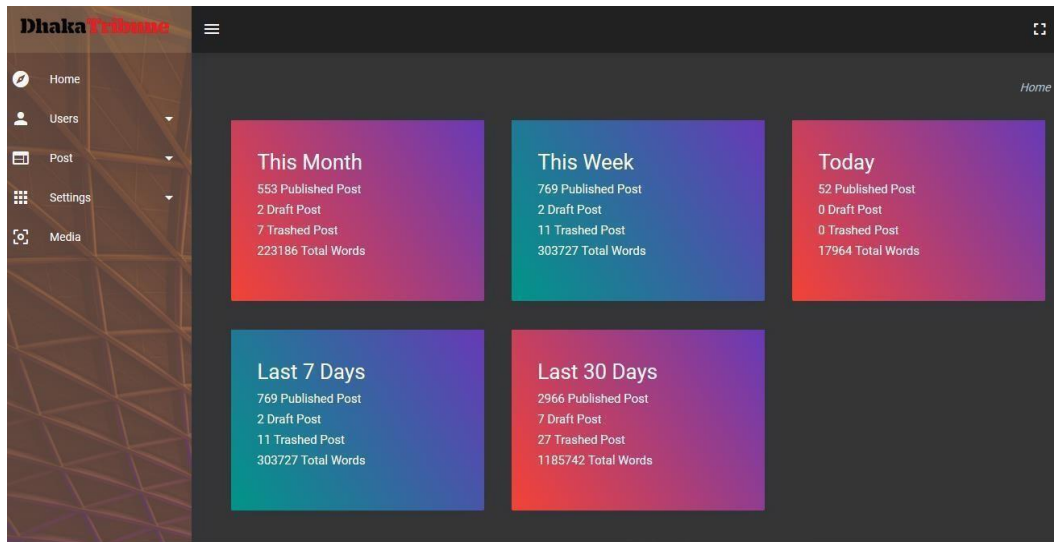 DhakaTribune
Home
Users
Post
Settings
Media
Home
This Month
553 Published Post
2 Draft Post
7 Trashed Post
223186 Total Words
This Week
769 Published Post
2 Draft Post
11 Trashed Post
303727 Total Words
Today
52 Published Post
0 Draft Post
0 Trashed Post
17964 Total Words
Last 7 Days
769 Published Post
2 Draft Post
11 Trashed Post
303727 Total Words
Last 30 Days
2966 Published Post
7 Draft Post
27 Trashed Post
1185742 Total Words